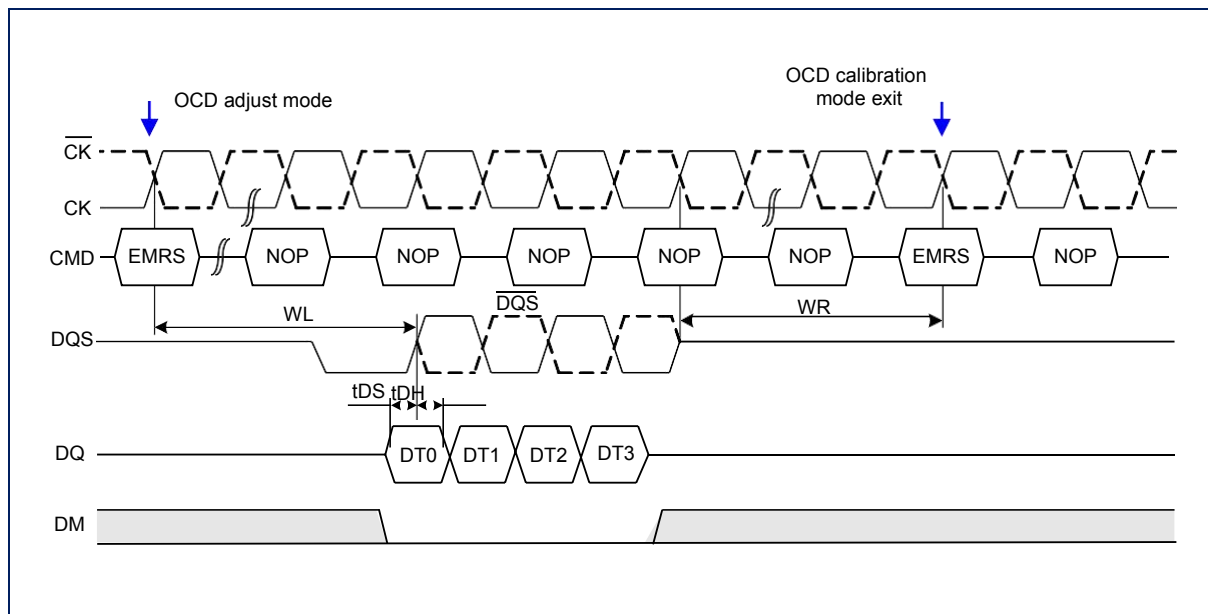 OCD adjust mode
OCD calibration
mode exit
CK
CK
CMD EMRS NOP NOP NOP NOP NOP EMRS NOP
WL DQS WR
DQS
tDS tDH
DQ DT0 DT1 DT2 DT3
DM